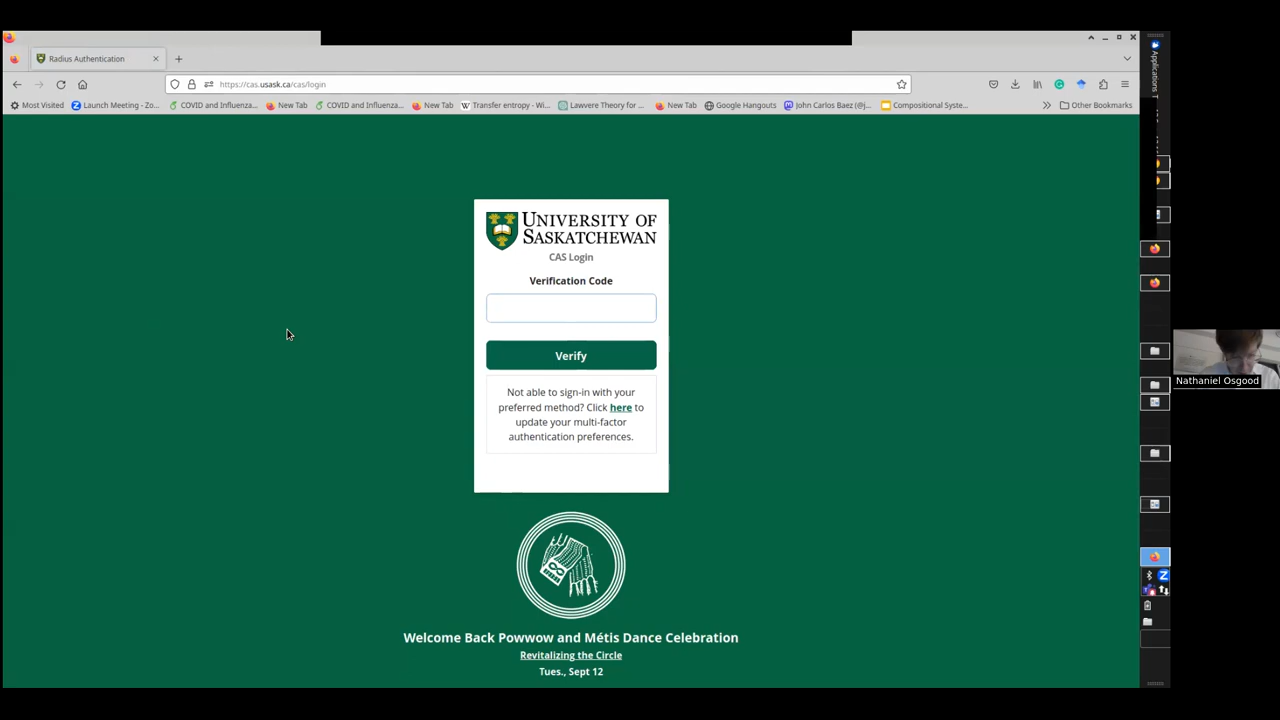 Radius Authentication
https://cas.usask.ca/cas/login
Most Visited
Launch Meeting - Zo...
COVID and Influenza...
New Tab
COVID and Influenza...
New Tab
Transfer entropy - Wi...
Lawvere Theory for ...
New Tab
Google Hangouts
John Carlos Baez (@j...
Compositional Syste...
Other Bookmarks
UNIVERSITY OF
SASKATCHEWAN
CAS Login
Verification Code
Verify
Not able to sign-in with your
preferred method? Click here to
update your multi-factor
authentication preferences.
Welcome Back Powwow and Métis Dance Celebration
Revitalizing the Circle
Tues., Sept 12
Applications
Nathaniel Osgood